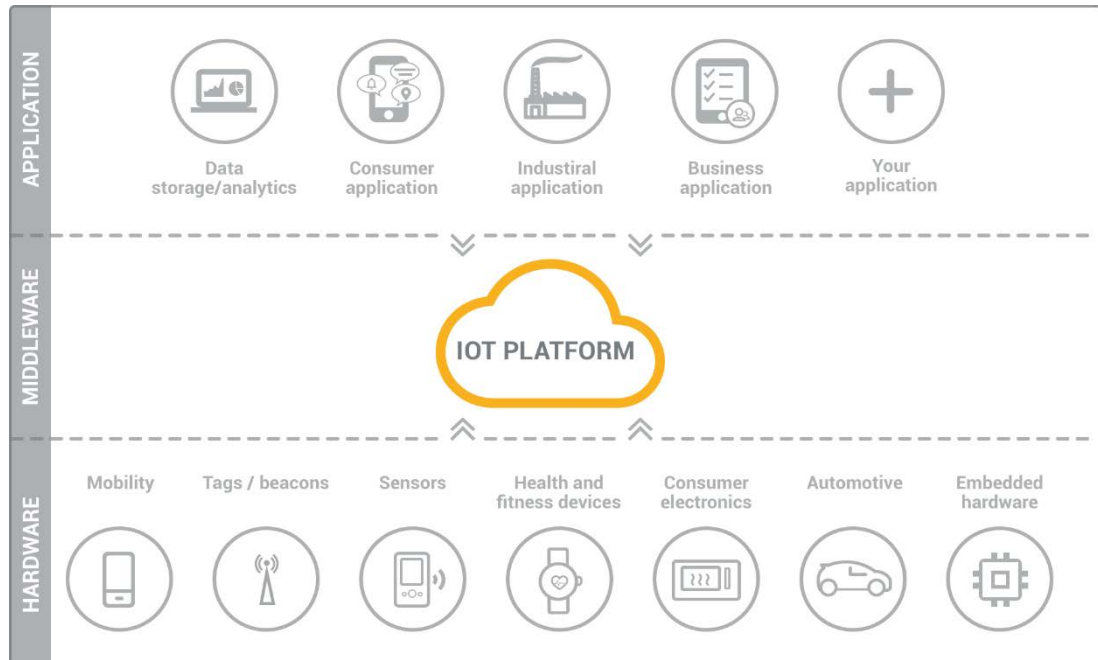 APPLICATION
Data
storage/analytics
Consumer
application
Industiral
application
Business
application
Your
application
MIDDLEWARE
IOT PLATFORM
HARDWARE
Mobility
Tags / beacons
Sensors
Health and
fitness devices
Consumer
electronics
Automotive
Embedded
hardware